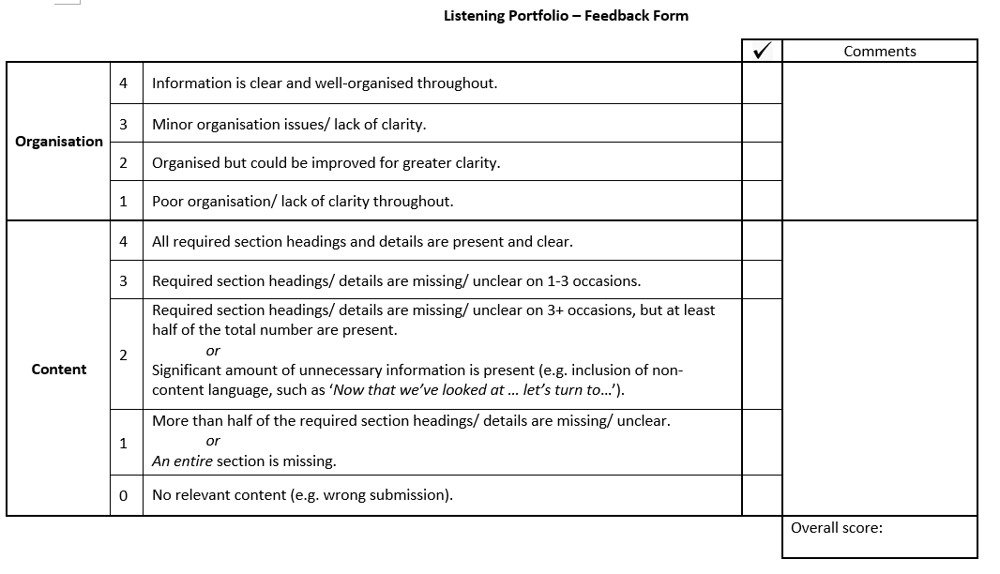 Listening Portfolio – Feedback Form
✓
Comments
Organisation
4
Information is clear and well-organised throughout.
3
Minor organisation issues/ lack of clarity.
2
Organised but could be improved for greater clarity.
1
Poor organisation/ lack of clarity throughout.
Content
4
All required section headings and details are present and clear.
3
Required section headings/ details are missing/ unclear on 1-3 occasions.
2
Required section headings/ details are missing/ unclear on 3+ occasions, but at least
half of the total number are present.
or
Significant amount of unnecessary information is present (e.g. inclusion of non-
content language, such as ‘Now that we’ve looked at … let’s turn to…’).
1
More than half of the required section headings/ details are missing/ unclear.
or
An entire section is missing.
0
No relevant content (e.g. wrong submission).
Overall score: